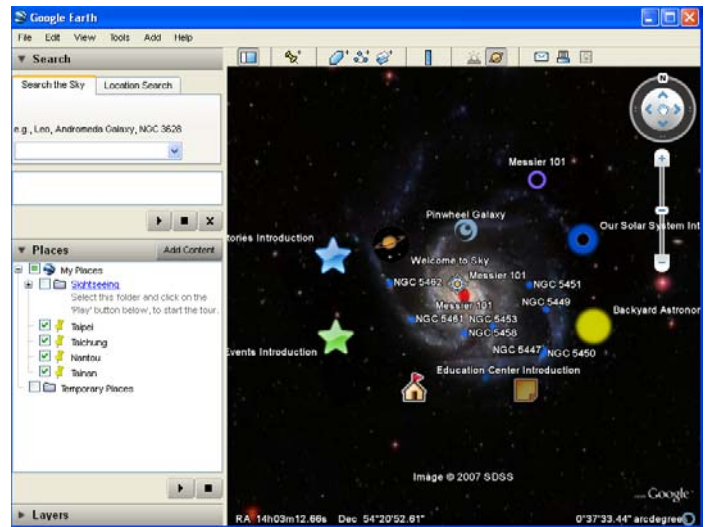 Google Earth
File Edit View Tools Add Help
Search
Search the Sky Location Search
e.g., Leo, Andromeda Galaxy, NGC 3628
Places Add Content
My Places
Sightseeing
Select this folder and click on the
'Play' button below, to start the tour.
Taipei
Taichung
Nantou
Tainan
Temporary Places
Layers
N
Messier 101
Pinwheel Galaxy
Our Solar System Int
tories Introduction
Welcome to Sky
Messier 101
NGC 5462
NGC 5451
Messier 101
NGC 5449
Backyard Astronor
NGC 5461
NGC 5453
NGC 5458
Events Introduction
NGC 5447
NGC 5450
Education Center Introduction
Image © 2007 SDSS
Google
RA 14h03m12.66s Dec 54°20'52.61" 0°37'33.44" arcdegrees